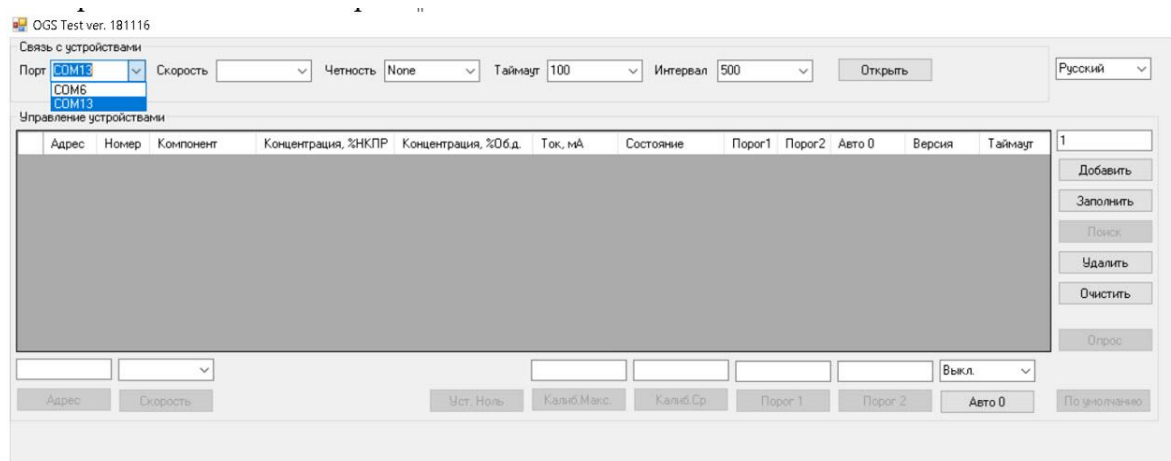 OGS Test ver. 181116
Связь с устройствами
Порт COM13 Скорость Четность None Таймаут 100 Интервал 500 Открыть Русский
COM6
COM13
Управление устройствами
Адрес Номер Компонент Концентрация, %НКПР Концентрация, %Об.д. Ток, мА Состояние Порог1 Порог2 Авто 0 Версия Таймаут 1
Добавить
Заполнить
Поиск
Удалить
Очистить
Опрос
Выкл.
Адрес Скорость Уст. Ноль Калиб.Макс. Калиб.Ср Порог 1 Порог 2 Авто 0 По умолчанию